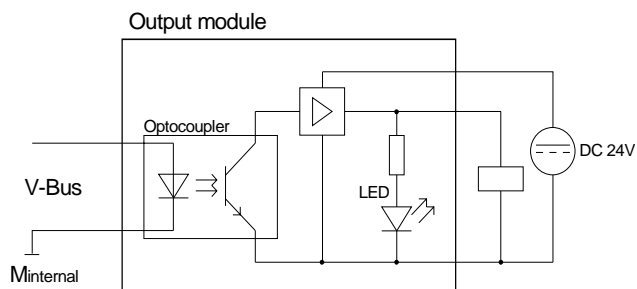 Output module
Optocoupler
DC 24V
V-Bus
LED
Minternal